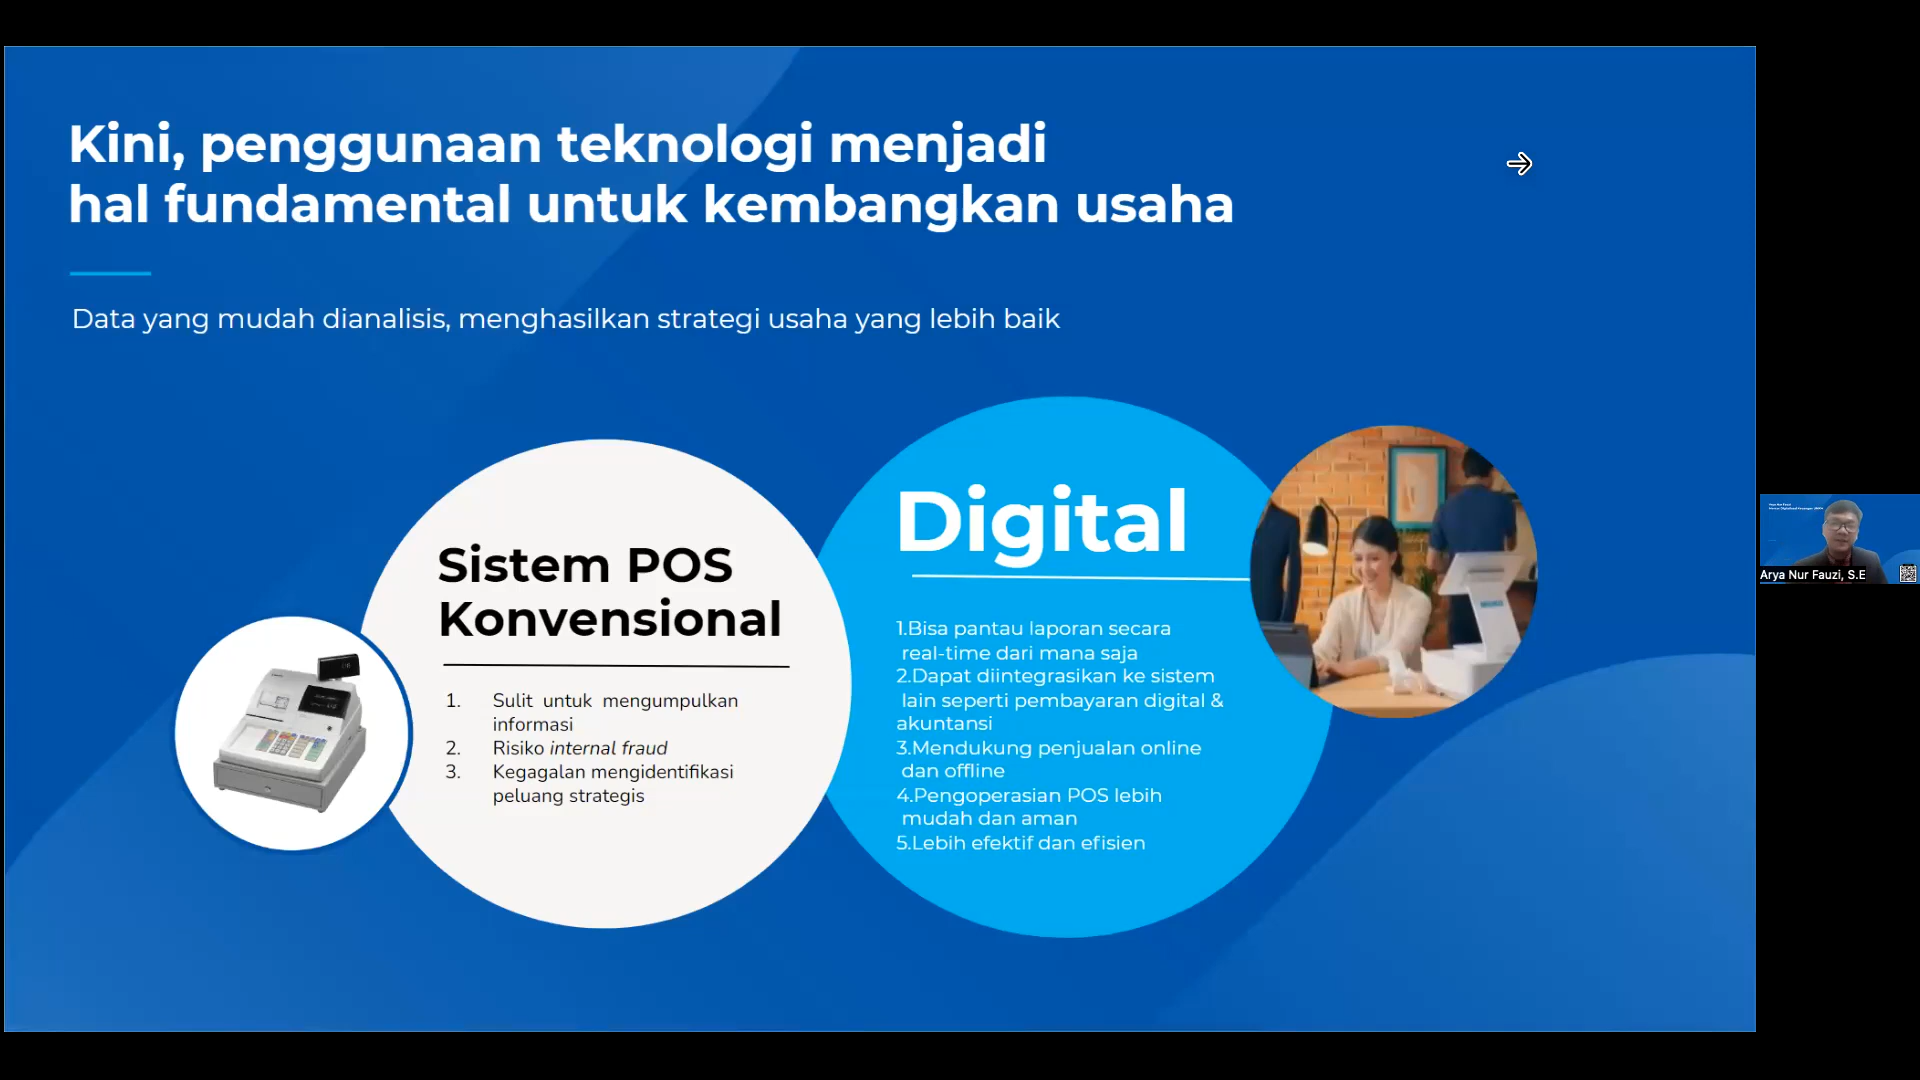 Kini, penggunaan teknologi menjadi
hal fundamental untuk kembangkan usaha
Data yang mudah dianalisis, menghasilkan strategi usaha yang lebih baik
Sistem POS
Konvensional
1. Sulit untuk mengumpulkan
informasi
2. Risiko internal fraud
3. Kegagalan mengidentifikasi
peluang strategis
Digital
1.Bisa pantau laporan secara
real-time dari mana saja
2.Dapat diintegrasikan ke sistem
lain seperti pembayaran digital &
akuntansi
3.Mendukung penjualan online
dan offline
4.Pengoperasian POS lebih
mudah dan aman
5.Lebih efektif dan efisien
Arya Nur Fauzi, S.E